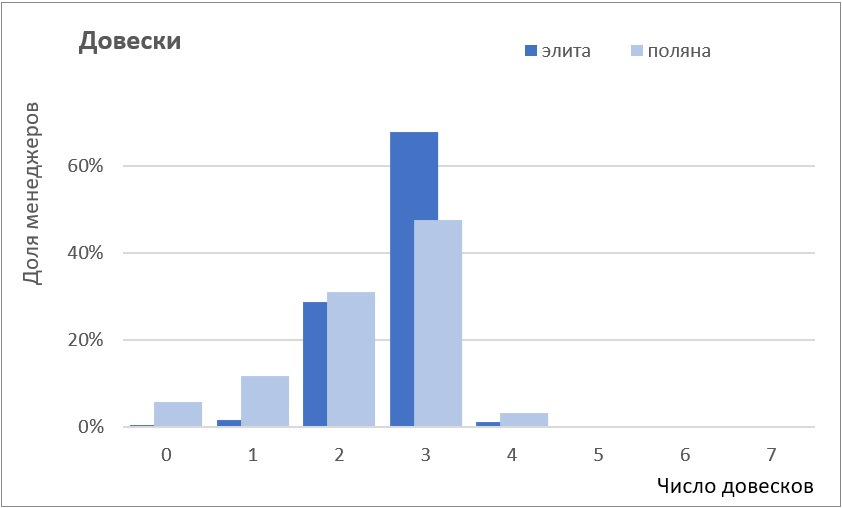 Довески
элита
поляна
Доля менеджеров
60%
40%
20%
0%
0 1 2 3 4 5 6 7
Число довесков